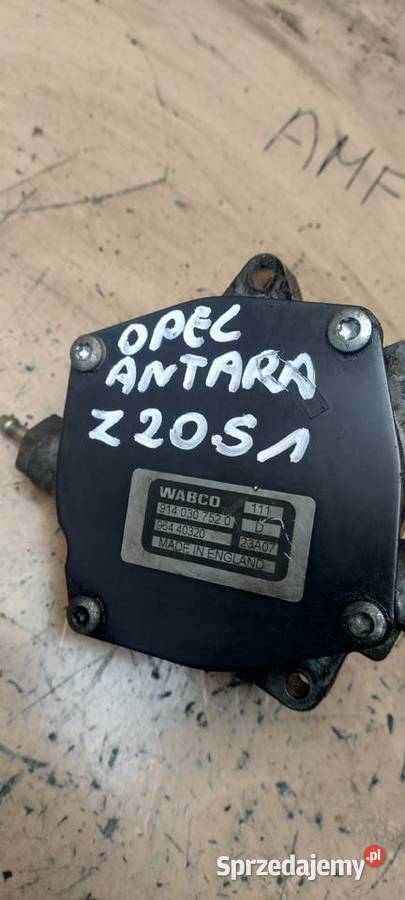 AMF
OPEL
ANTARA
Z20S1
WABCO 111
914 030 752 0 D
964 40320 23A07
MADE IN ENGLAND
Sprzedajemy.pl